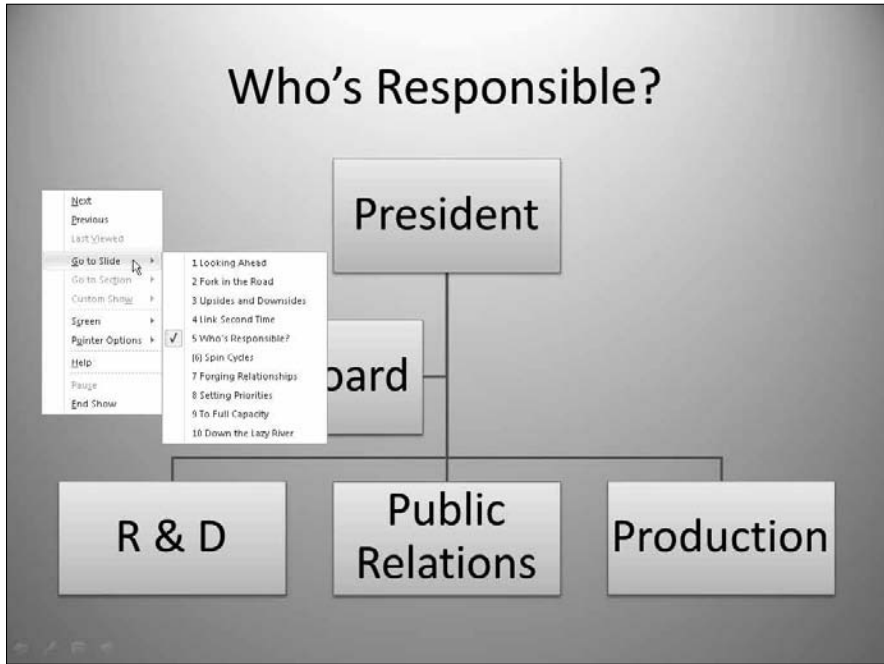 Who's Responsible?
President
Next
Previous
Last Viewed
Go to Slide
Go to Section
Custom Show
Screen
Pointer Options
Help
Pause
End Show
1 Looking Ahead
2 Fork in the Road
3 Upsides and Downsides
4 Link Second Time
5 Who's Responsible?
(6) Spin Cycles
7 Forging Relationships
8 Setting Priorities
9 To Full Capacity
10 Down the Lazy River
oard
R & D
Public
Relations
Production